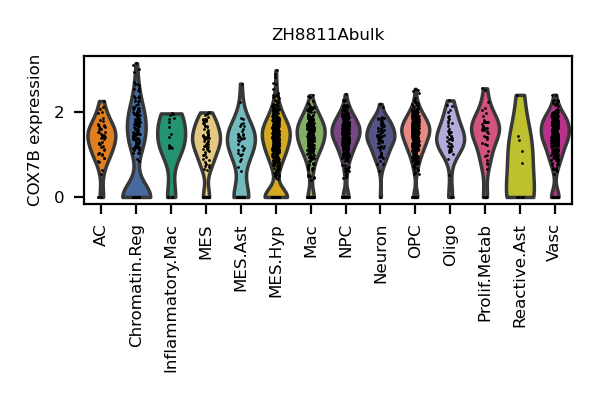 ZH8811Abulk
COX7B expression
2
0
AC
Chromatin.Reg
Inflammatory.Mac
MES
MES.Ast
MES.Hyp
Mac
NPC
Neuron
OPC
Oligo
Prolif.Metab
Reactive.Ast
Vasc